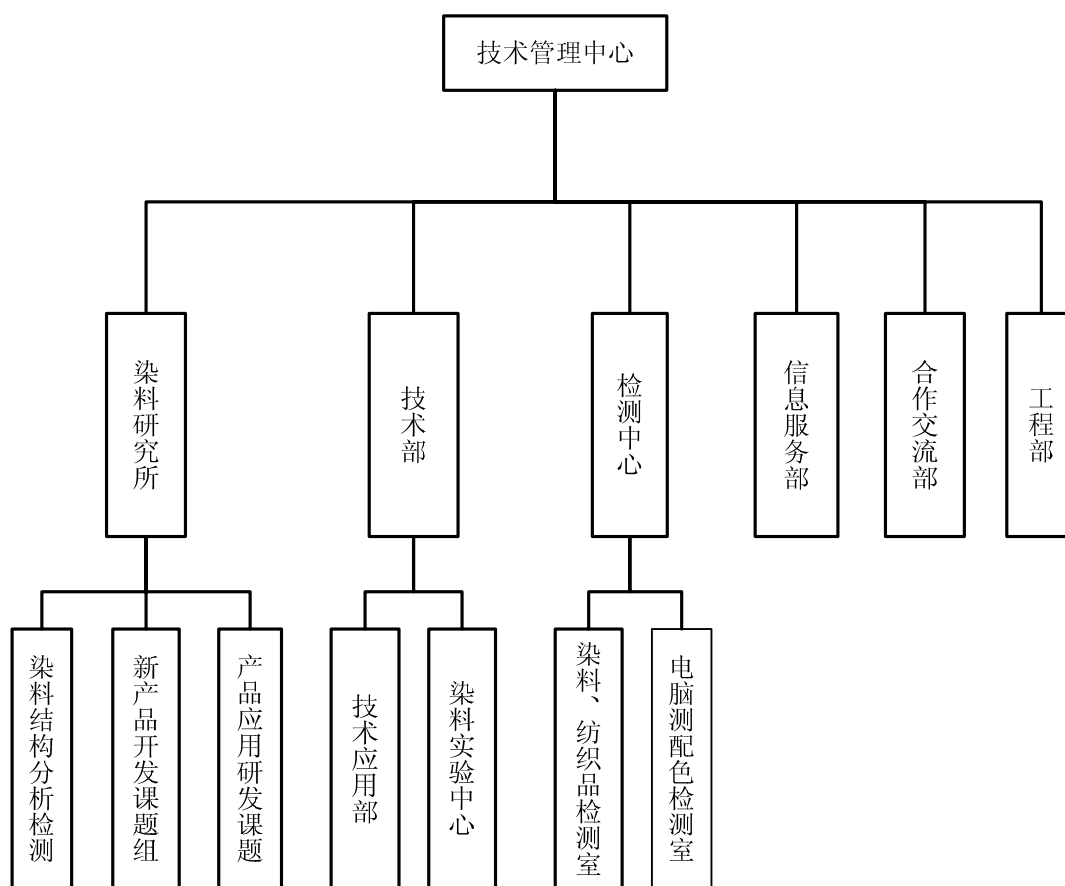 技术管理中心
染料研究所
技术部
检测中心
信息服务部
合作交流部
工程部
染料结构分析检测
新产品开发课题组
产品应用研发课题
技术应用部
染料实验中心
染料、纺织品检测室
电脑测配色检测室